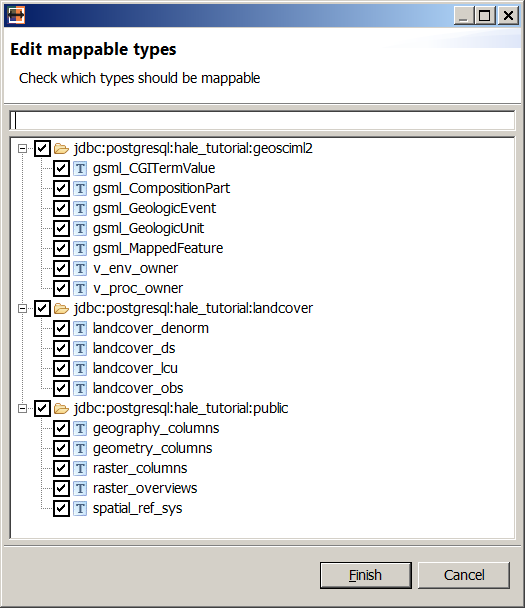 Edit mappable types
Check which types should be mappable
jdbc:postgresql:hale_tutorial:geosciml2
T gsml_CGITermValue
T gsml_CompositionPart
T gsml_GeologicEvent
T gsml_GeologicUnit
T gsml_MappedFeature
T v_env_owner
T v_proc_owner
jdbc:postgresql:hale_tutorial:landcover
T landcover_denorm
T landcover_ds
T landcover_lcu
T landcover_obs
jdbc:postgresql:hale_tutorial:public
T geography_columns
T geometry_columns
T raster_columns
T raster_overviews
T spatial_ref_sys
Finish Cancel